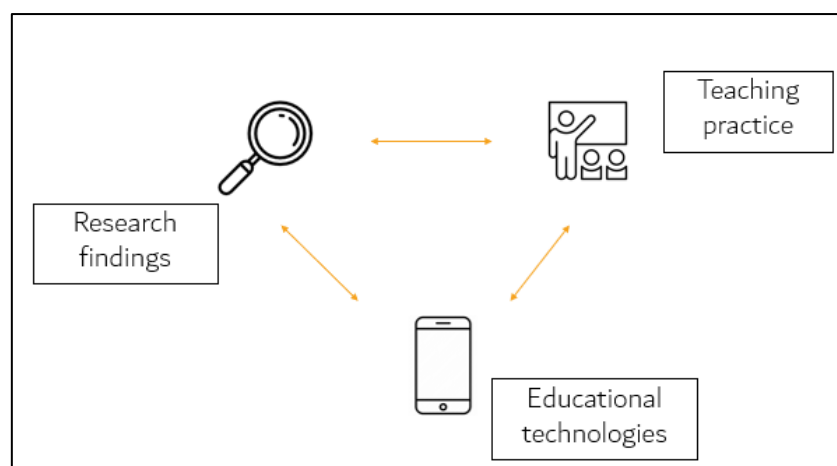 Teaching
practice
Research
findings
Educational
technologies